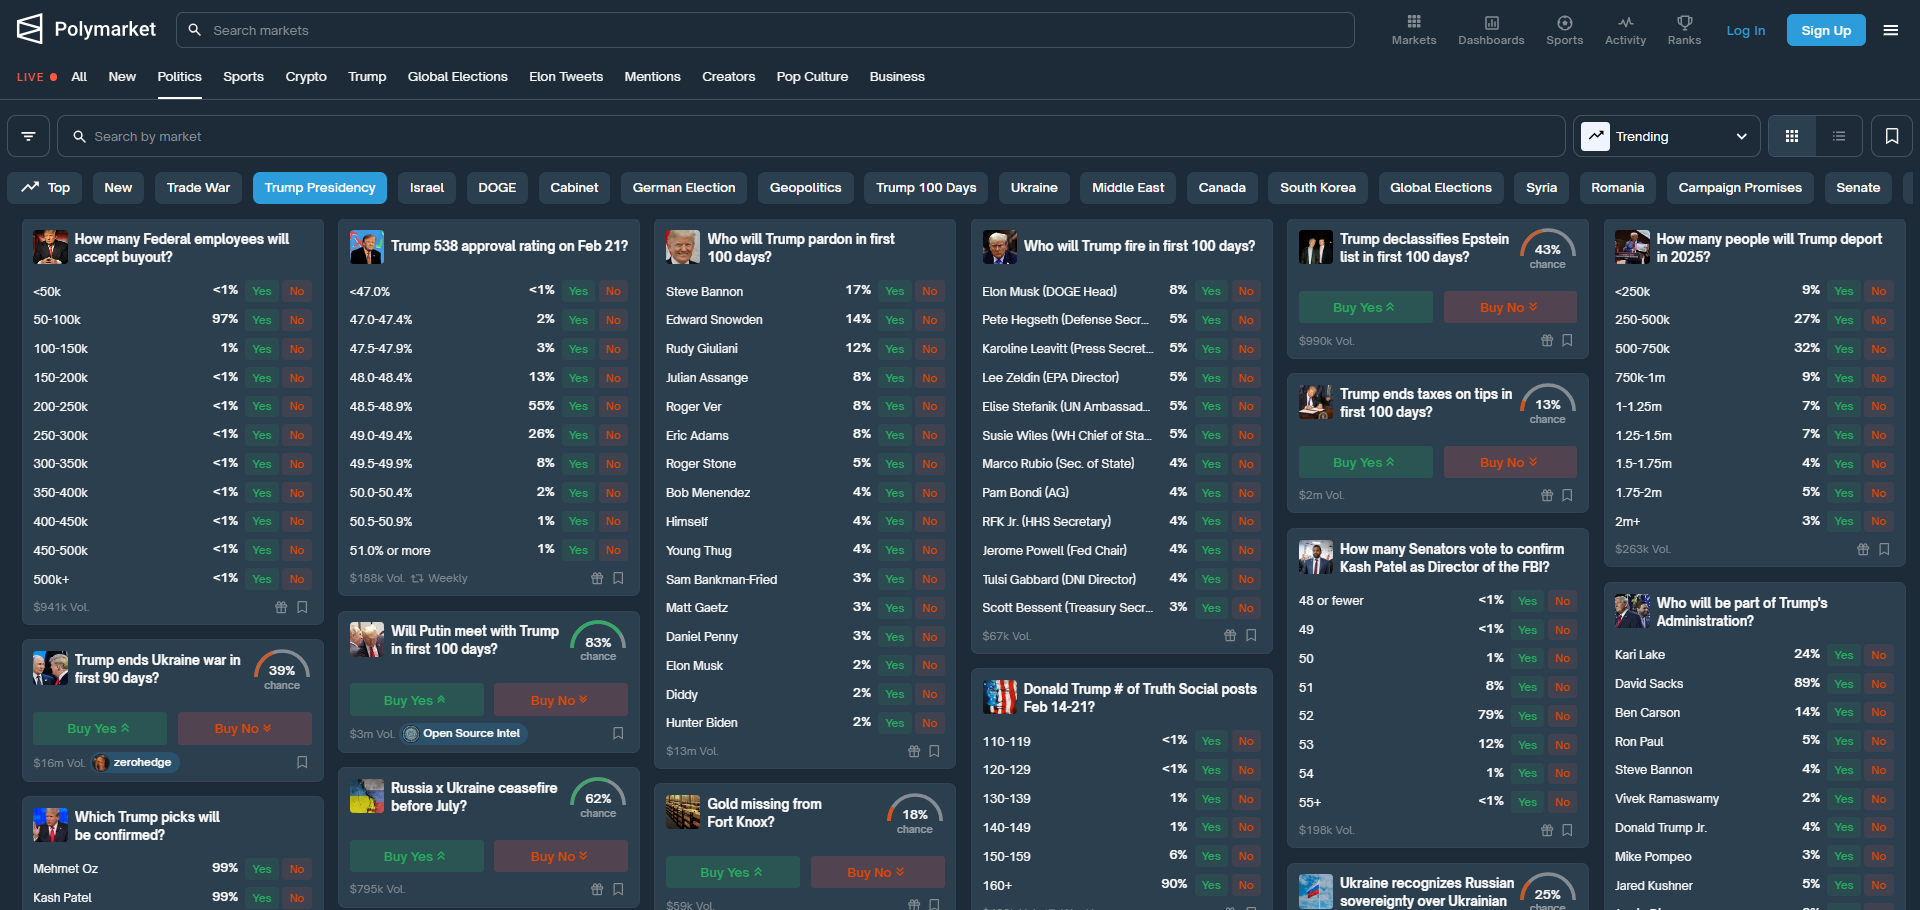 Polymarket
Search markets
Markets
Dashboards
Sports
Activity
Ranks
Log In
Sign Up
LIVE All New Politics Sports Crypto Trump Global Elections Elon Tweets Mentions Creators Pop Culture Business
Search by market
Trending
Top New Trade War Trump Presidency Israel DOGE Cabinet German Election Geopolitics Trump 100 Days Ukraine Middle East Canada South Korea Global Elections Syria Romania Campaign Promises Senate
How many Federal employees will
accept buyout?
<50k <1% Yes No
50-100k 97% Yes No
100-150k 1% Yes No
150-200k <1% Yes No
200-250k <1% Yes No
250-300k <1% Yes No
300-350k <1% Yes No
350-400k <1% Yes No
400-450k <1% Yes No
450-500k <1% Yes No
500k+ <1% Yes No
$941k Vol.
Trump ends Ukraine war in
first 90 days?
39%
chance
Buy Yes Buy No
$16m Vol. zerohedge
Which Trump picks will
be confirmed?
Mehmet Oz 99% Yes No
Kash Patel 99% Yes No
Trump 538 approval rating on Feb 21?
<47.0% <1% Yes No
47.0-47.4% 2% Yes No
47.5-47.9% 3% Yes No
48.0-48.4% 13% Yes No
48.5-48.9% 55% Yes No
49.0-49.4% 26% Yes No
49.5-49.9% 8% Yes No
50.0-50.4% 2% Yes No
50.5-50.9% 1% Yes No
51.0% or more 1% Yes No
$188k Vol. Weekly
Will Putin meet with Trump
in first 100 days?
83%
chance
Buy Yes Buy No
$3m Vol. Open Source Intel
Russia x Ukraine ceasefire
before July?
62%
chance
Buy Yes Buy No
$795k Vol.
Who will Trump pardon in first
100 days?
Steve Bannon 17% Yes No
Edward Snowden 14% Yes No
Rudy Giuliani 12% Yes No
Julian Assange 8% Yes No
Roger Ver 8% Yes No
Eric Adams 8% Yes No
Roger Stone 5% Yes No
Bob Menendez 4% Yes No
Himself 4% Yes No
Young Thug 4% Yes No
Sam Bankman-Fried 3% Yes No
Matt Gaetz 3% Yes No
Daniel Penny 3% Yes No
Elon Musk 2% Yes No
Diddy 2% Yes No
Hunter Biden 2% Yes No
$13m Vol.
Gold missing from
Fort Knox?
18%
chance
Buy Yes Buy No
$59k Vol.
Who will Trump fire in first 100 days?
Elon Musk (DOGE Head) 8% Yes No
Pete Hegseth (Defense Secr... 5% Yes No
Karoline Leavitt (Press Secret... 5% Yes No
Lee Zeldin (EPA Director) 5% Yes No
Elise Stefanik (UN Ambassad... 5% Yes No
Susie Wiles (WH Chief of Sta... 5% Yes No
Marco Rubio (Sec. of State) 4% Yes No
Pam Bondi (AG) 4% Yes No
RFK Jr. (HHS Secretary) 4% Yes No
Jerome Powell (Fed Chair) 4% Yes No
Tulsi Gabbard (DNI Director) 4% Yes No
Scott Bessent (Treasury Secr... 3% Yes No
$67k Vol.
Donald Trump # of Truth Social posts
Feb 14-21?
110-119 <1% Yes No
120-129 <1% Yes No
130-139 1% Yes No
140-149 1% Yes No
150-159 6% Yes No
160+ 90% Yes No
Trump declassifies Epstein
list in first 100 days?
43%
chance
Buy Yes Buy No
$990k Vol.
Trump ends taxes on tips in
first 100 days?
13%
chance
Buy Yes Buy No
$2m Vol.
How many Senators vote to confirm
Kash Patel as Director of the FBI?
48 or fewer <1% Yes No
49 <1% Yes No
50 1% Yes No
51 8% Yes No
52 79% Yes No
53 12% Yes No
54 1% Yes No
55+ <1% Yes No
$198k Vol.
Ukraine recognizes Russian
sovereignty over Ukrainian
25%
chance
How many people will Trump deport
in 2025?
<250k 9% Yes No
250-500k 27% Yes No
500-750k 32% Yes No
750k-1m 9% Yes No
1-1.25m 7% Yes No
1.25-1.5m 7% Yes No
1.5-1.75m 4% Yes No
1.75-2m 5% Yes No
2m+ 3% Yes No
$263k Vol.
Who will be part of Trump's
Administration?
Kari Lake 24% Yes No
David Sacks 89% Yes No
Ben Carson 14% Yes No
Ron Paul 5% Yes No
Steve Bannon 4% Yes No
Vivek Ramaswamy 2% Yes No
Donald Trump Jr. 4% Yes No
Mike Pompeo 3% Yes No
Jared Kushner 5% Yes No